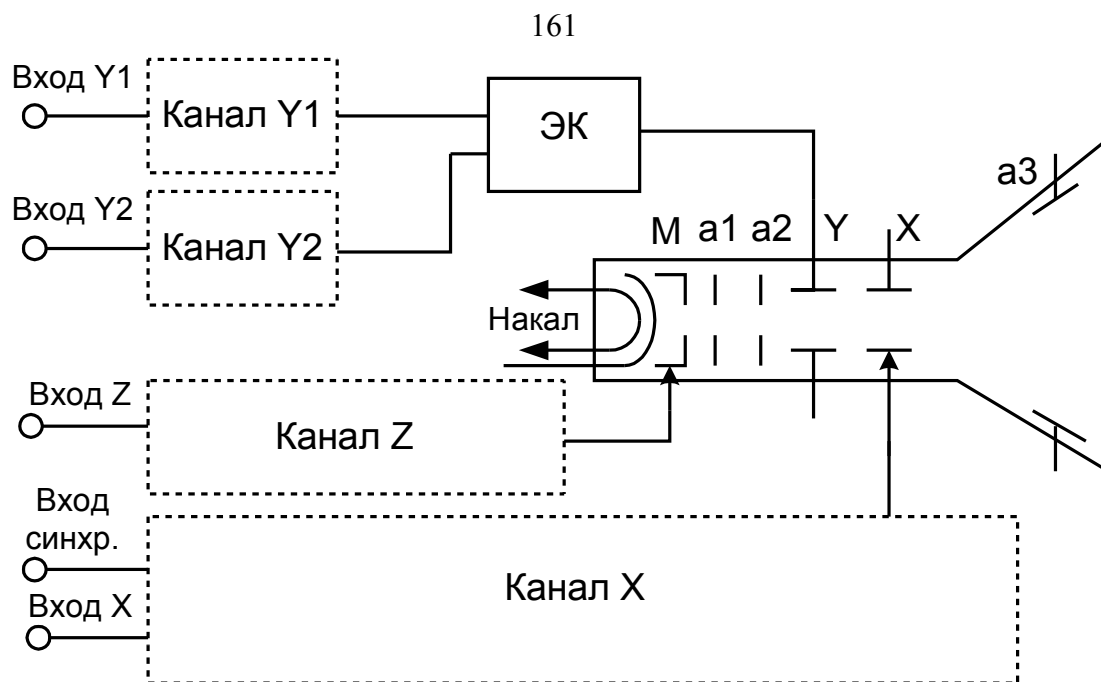 161
Вход Y1
Канал Y1
ЭК
Вход Y2
Канал Y2
М а1 а2 Y X
а3
Накал
Вход Z
Канал Z
Вход
синхр.
Вход X
Канал X